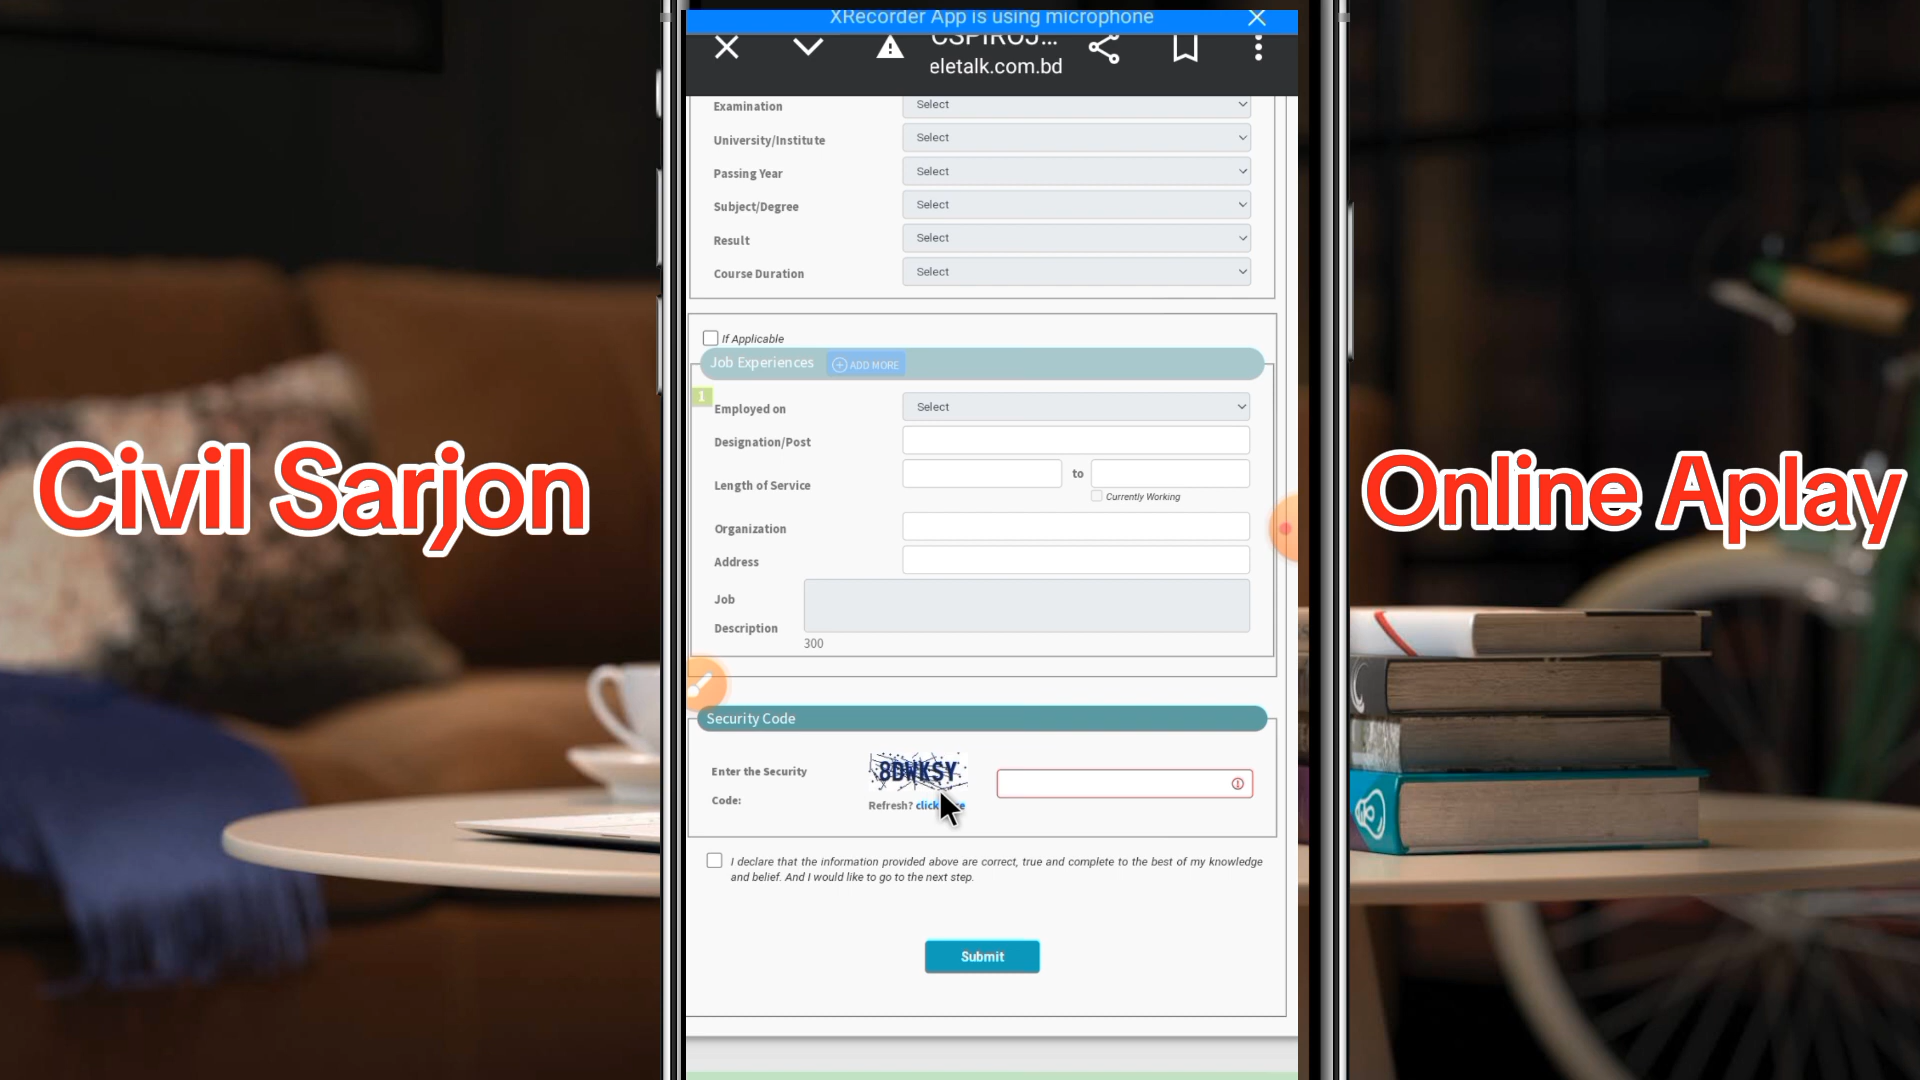 XRecorder App is using microphone
CSPIROJ...
eletalk.com.bd
Examination Select
University/Institute Select
Passing Year Select
Subject/Degree Select
Result Select
Course Duration Select
If Applicable
Job Experiences ADD MORE
1
Employed on Select
Designation/Post
Length of Service to
Currently Working
Organization
Address
Job
Description
300
Civil Sarjon
Online Aplay
Security Code
Enter the Security
Code:
8DWKSY
Refresh? click
I declare that the information provided above are correct, true and complete to the best of my knowledge
and belief. And I would like to go to the next step.
Submit